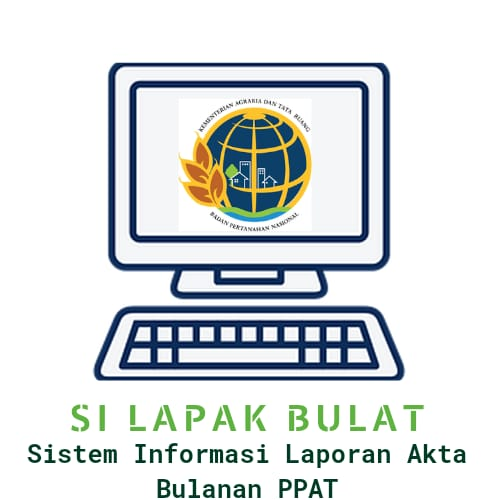 KEMENTERIAN AGRARIA DAN TATA RUANG
BADAN PERTANAHAN NASIONAL
SI LAPAK BULAT
Sistem Informasi Laporan Akta
Bulanan PPAT